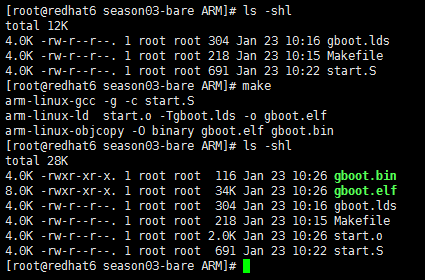 [root@redhat6 season03-bare ARM]# ls -shl
total 12K
4.0K -rw-r--r--. 1 root root 304 Jan 23 10:16 gboot.lds
4.0K -rw-r--r--. 1 root root 218 Jan 23 10:15 Makefile
4.0K -rw-r--r--. 1 root root 691 Jan 23 10:22 start.S
[root@redhat6 season03-bare ARM]# make
arm-linux-gcc -g -c start.S
arm-linux-ld  start.o -Tgboot.lds -o gboot.elf
arm-linux-objcopy -O binary gboot.elf gboot.bin
[root@redhat6 season03-bare ARM]# ls -shl
total 28K
4.0K -rwxr-xr-x. 1 root root  116 Jan 23 10:26 gboot.bin
8.0K -rwxr-xr-x. 1 root root  34K Jan 23 10:26 gboot.elf
4.0K -rw-r--r--. 1 root root  304 Jan 23 10:16 gboot.lds
4.0K -rw-r--r--. 1 root root  218 Jan 23 10:15 Makefile
4.0K -rw-r--r--. 1 root root 2.0K Jan 23 10:26 start.o
4.0K -rw-r--r--. 1 root root  691 Jan 23 10:22 start.S
[root@redhat6 season03-bare ARM]#